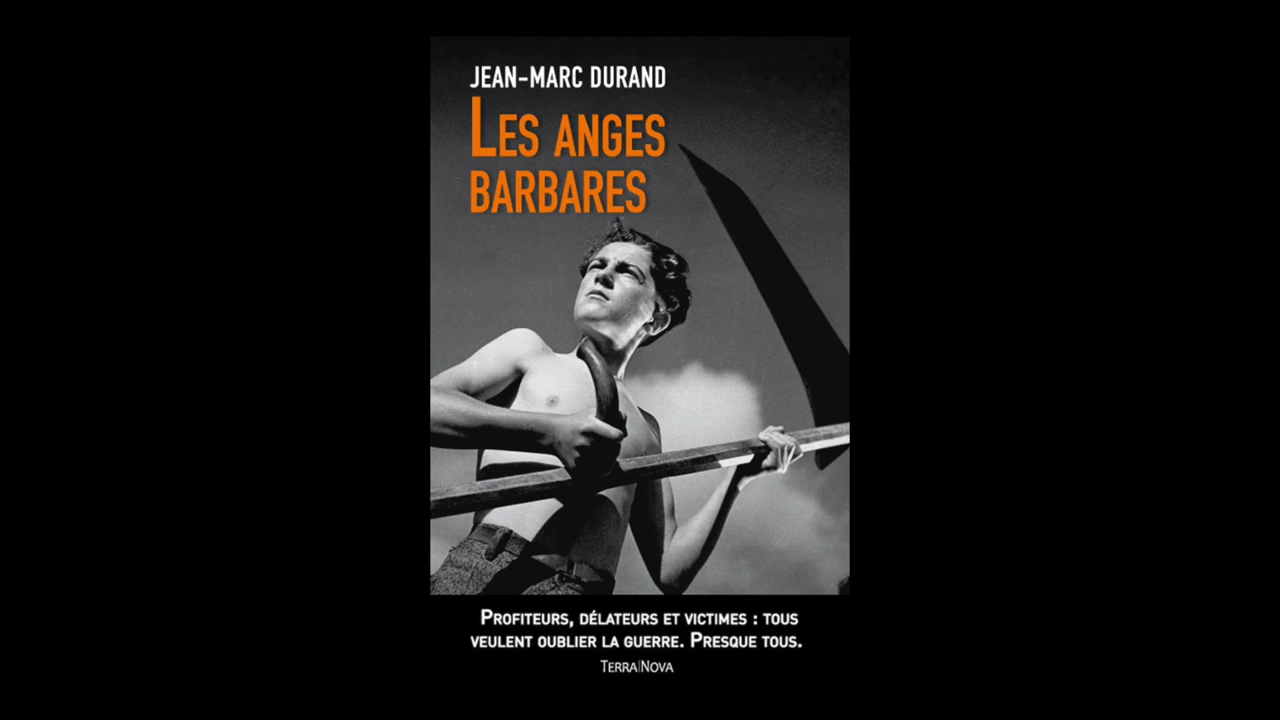 JEAN-MARC DURAND
LES ANGES
BARBARES
PROFITEURS, DÉLATEURS ET VICTIMES : TOUS
VEULENT OUBLIER LA GUERRE. PRESQUE TOUS.
TERRA|NOVA